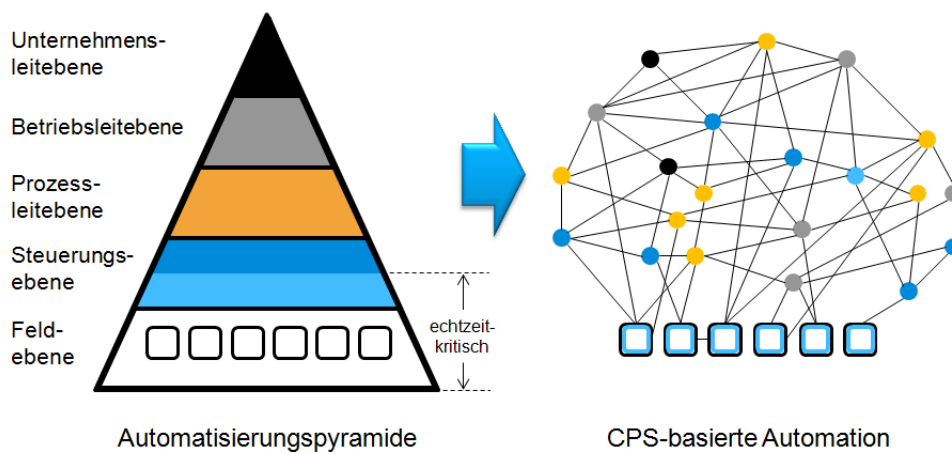 Unternehmens-
leitebene
Betriebsleitebene
Prozess-
leitebene
Steuerungs-
ebene
Feld-
ebene
echtzeit-
kritisch
Automatisierungspyramide
CPS-basierte Automation